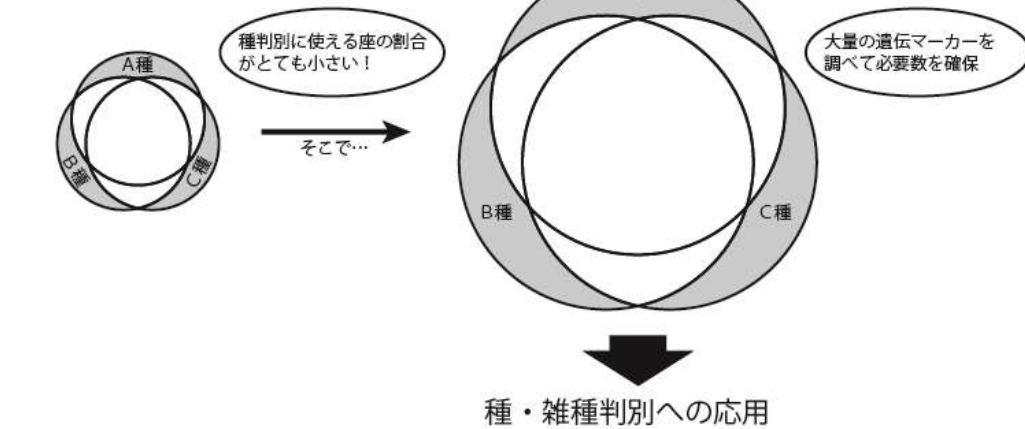 種判別に使える座の割合
がとても小さい！
大量の遺伝マーカーを
調べて必要数を確保
A種
そこで…
B種
C種
B種
C種
種・雑種判別への応用